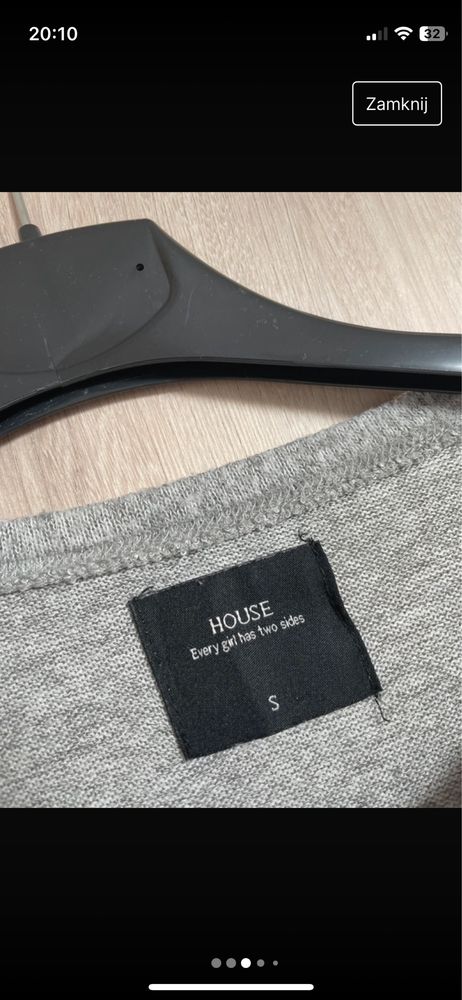 20:10
32
Zamknij
HOUSE
Every girl has two sides
S